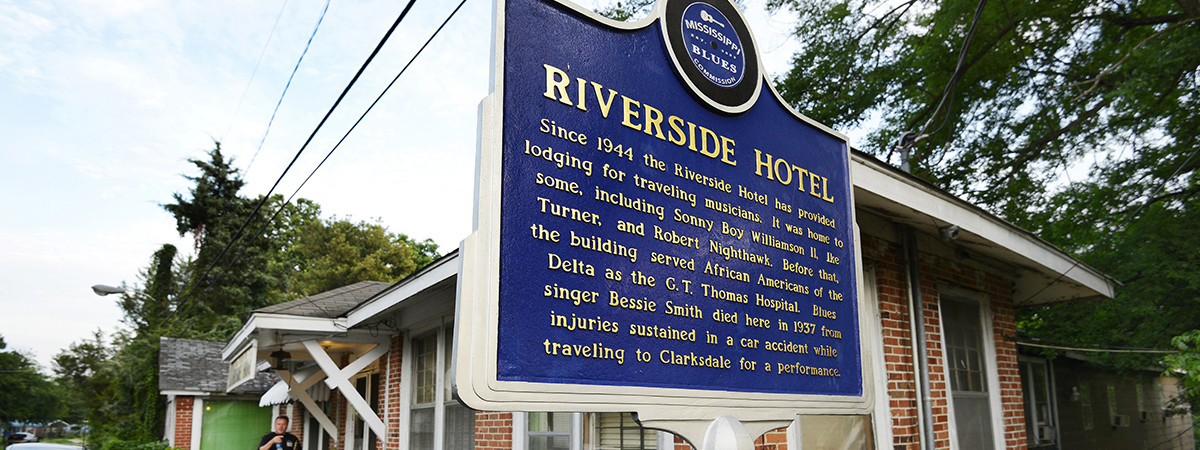 MISSISSIPPI
BLUES
COMMISSION
RIVERSIDE HOTEL
Since 1944 the Riverside Hotel has provided
lodging for traveling musicians. It was home to
some, including Sonny Boy Williamson II, Ike
Turner, and Robert Nighthawk. Before that,
the building served African Americans of the
Delta as the G.T. Thomas Hospital. Blues
singer Bessie Smith died here in 1937 from
injuries sustained in a car accident while
traveling to Clarksdale for a performance.